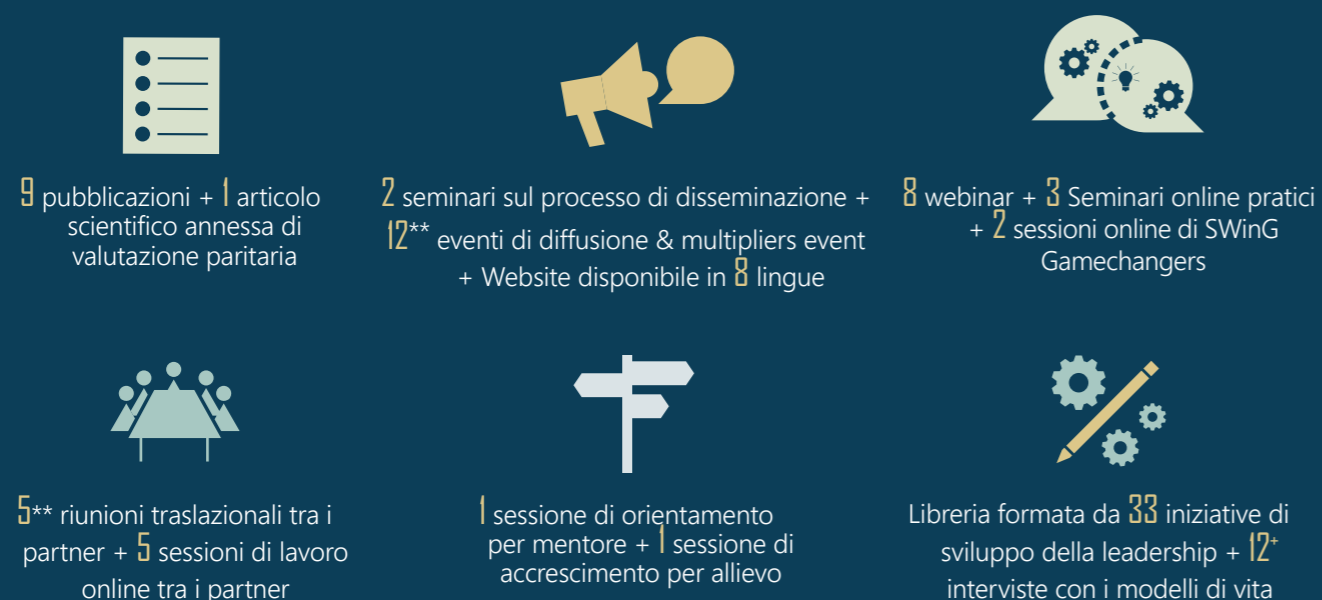 9 pubblicazioni + 1 articolo
scientifico annessa di
valutazione paritaria
2 seminari sul processo di disseminazione +
12** eventi di diffusione & multipliers event
+ Website disponibile in 8 lingue
8 webinar + 3 Seminari online pratici
+ 2 sessioni online di SWinG
Gamechangers
5** riunioni traslazionali tra i
partner + 5 sessioni di lavoro
online tra i partner
1 sessione di orientamento
per mentore + 1 sessione di
accrescimento per allievo
Libreria formata da 33 iniziative di
sviluppo della leadership + 12+
interviste con i modelli di vita